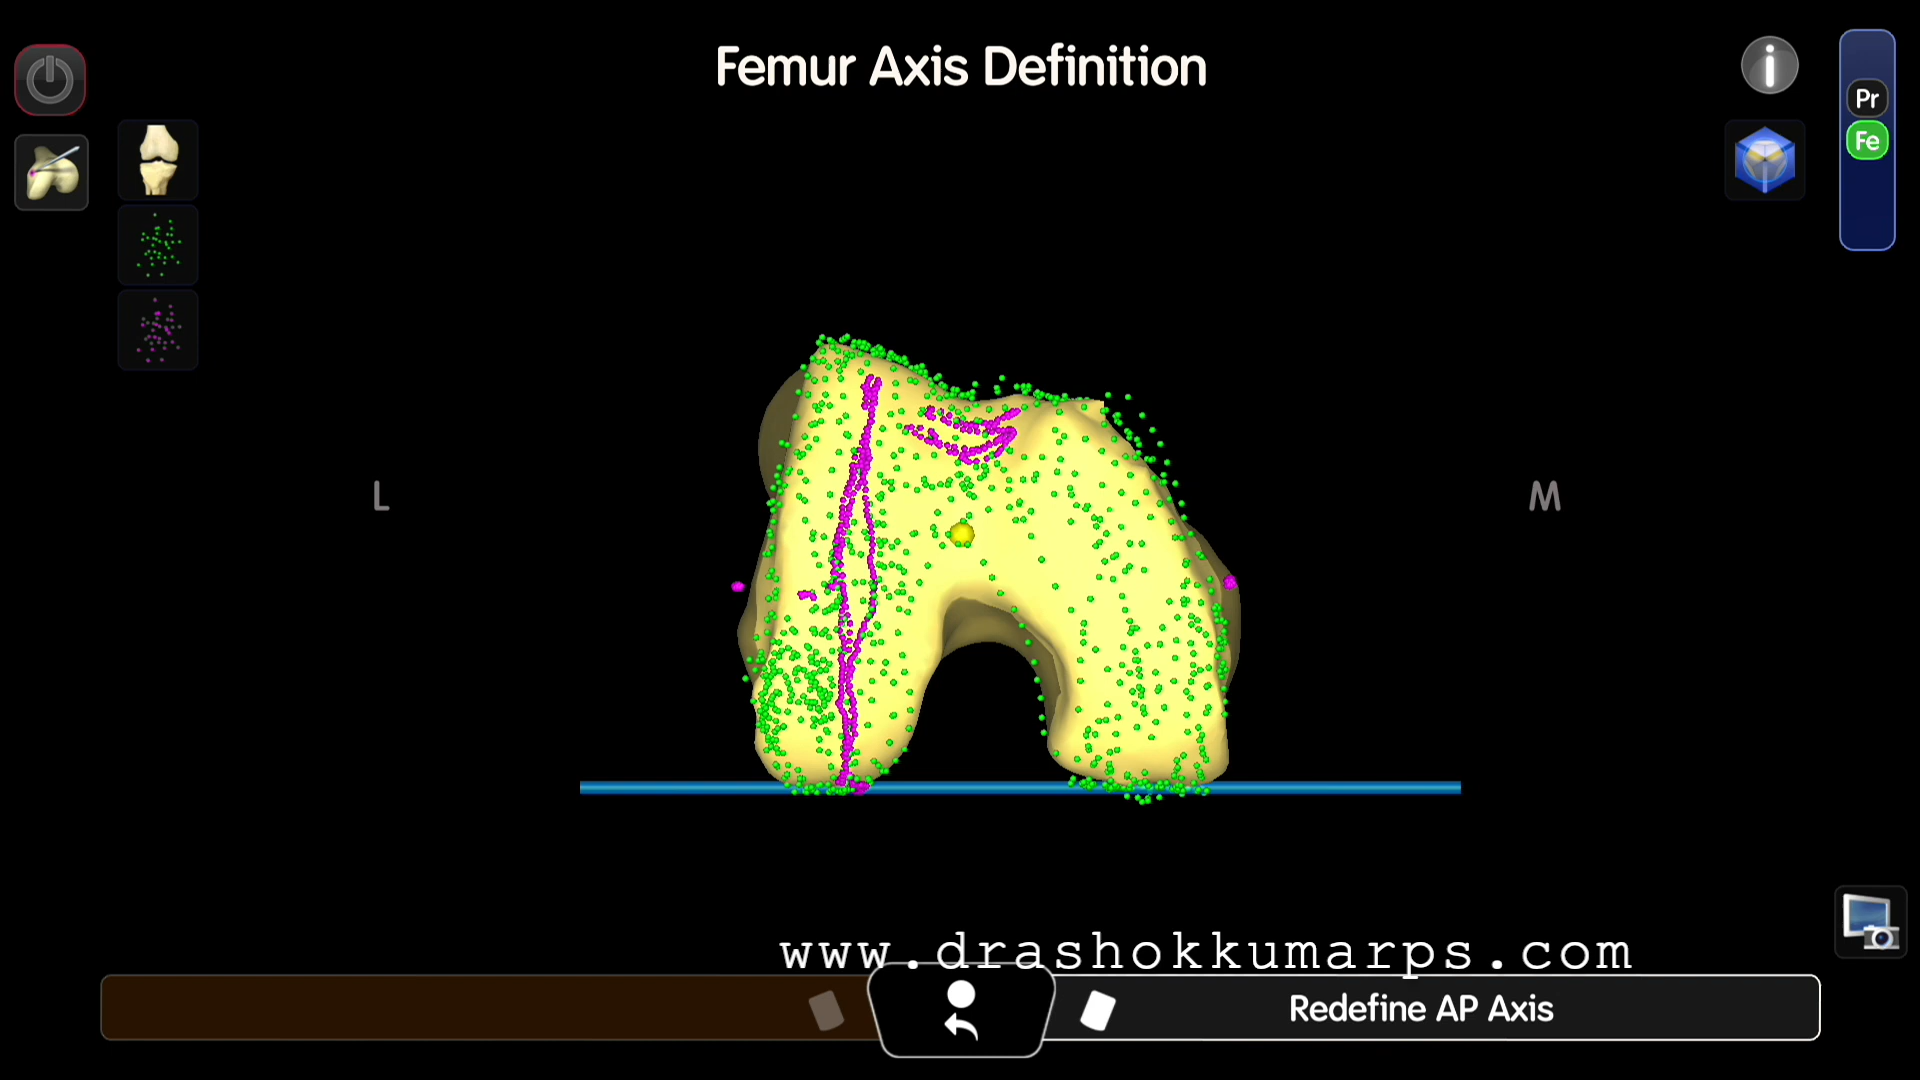 Femur Axis Definition
i
Pr
Fe
L
M
www.drashokkumarps.com
Redefine AP Axis